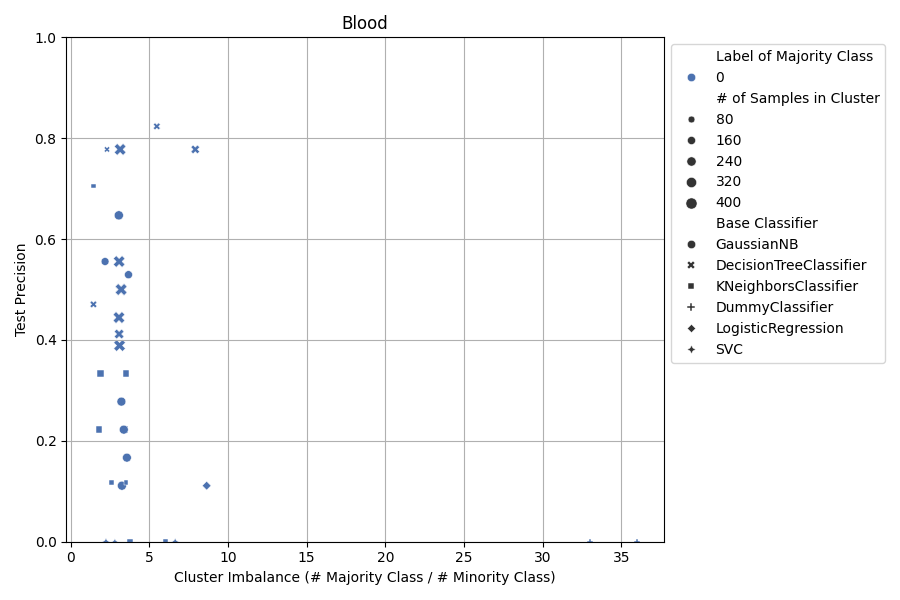 Blood
Test Precision
1.0
0.8
0.6
0.4
0.2
0.0
0
5
10
15
20
25
30
35
Cluster Imbalance (# Majority Class / # Minority Class)
Label of Majority Class
0
# of Samples in Cluster
80
160
240
320
400
Base Classifier
GaussianNB
DecisionTreeClassifier
KNeighborsClassifier
DummyClassifier
LogisticRegression
SVC